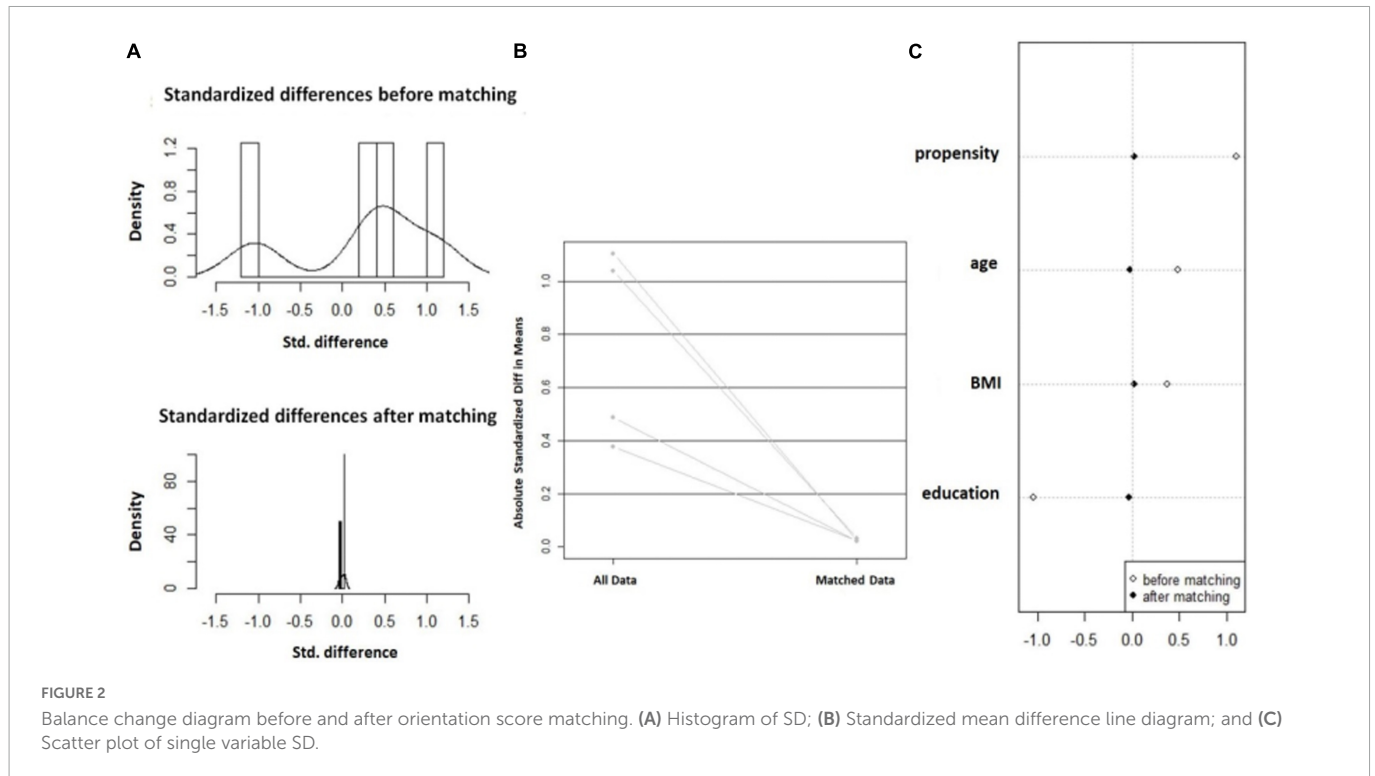 A
Standardized differences before matching
Density
0.0 0.4 0.8 1.2
-1.5 -1.0 -0.5 0.0 0.5 1.0 1.5
Std. difference
Standardized differences after matching
Density
0 40 80
-1.5 -1.0 -0.5 0.0 0.5 1.0 1.5
Std. difference
B
Absolute Standardized Diff in Means
0.0 0.2 0.4 0.6 0.8 1.0
All Data Matched Data
C
propensity
age
BMI
education
before matching
after matching
-1.0 -0.5 0.0 0.5 1.0
FIGURE 2
Balance change diagram before and after orientation score matching. (A) Histogram of SD; (B) Standardized mean difference line diagram; and (C)
Scatter plot of single variable SD.